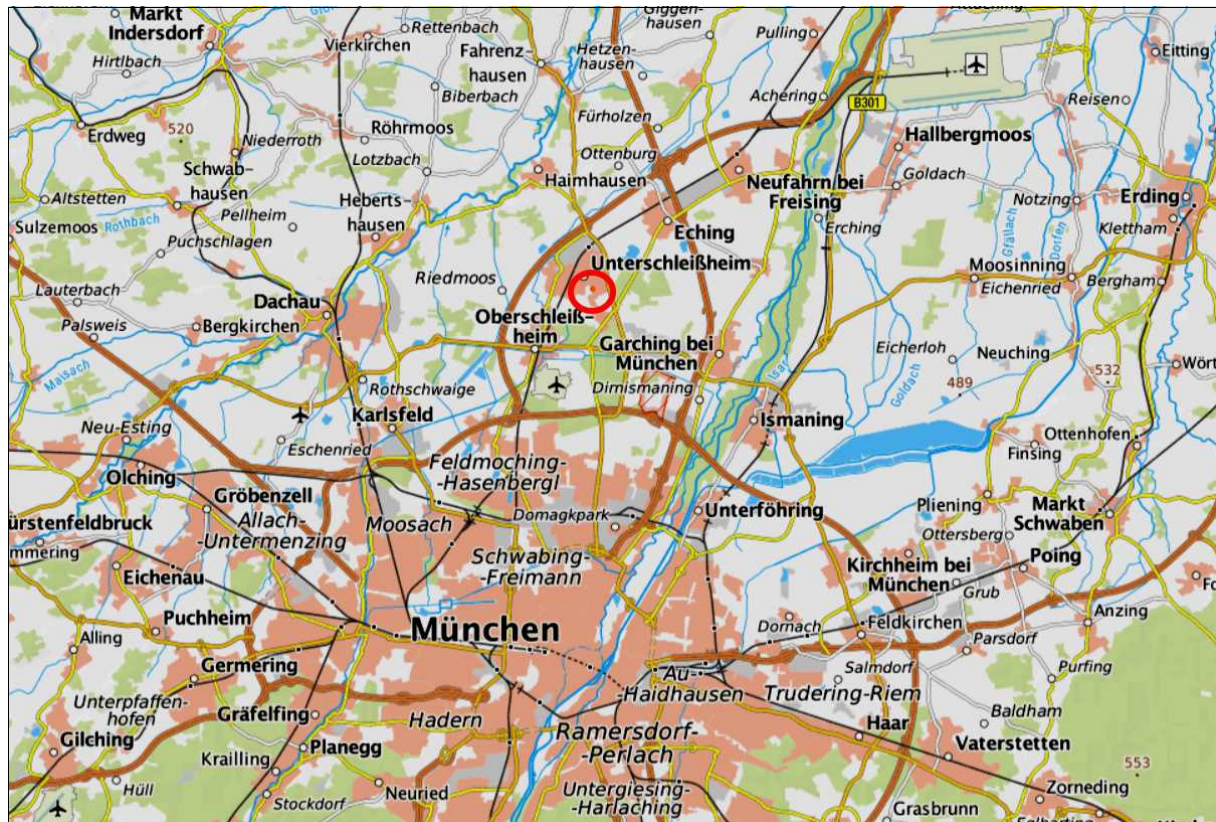 Markt
Indersdorf
Hirtlbach
Vierkirchen
Rettenbach
Fahrenz-
hausen
Biberbach
Hetzen-
hausen
Giggen-
hausen
Pulling
Eitting
Achering
B301
Reisen
Erdweg
520
Niederroth
Röhrmoos
Lotzbach
Fürholzen
Hallbergmoos
Schwab-
hausen
Ottenburg
Haimhausen
Neufahrn bei
Freising
Goldach
Altstetten
Rothbach
Pellheim
Heberts-
hausen
Notzing
Erding
Sulzemoos
Puchschlagen
Eching
Erching
Gfällach
Dorfen
Klettham
Unterschleißheim
Riedmoos
Moosinning
Eichenried
Bergham
Lauterbach
Dachau
Bergkirchen
Palsweis
Oberschleiß-
heim
Garching bei
München
Isar
Eicherloh
Neuching
Wört
Maisach
Rothschwaige
Dirnismaning
Goldach
489
532
Karlsfeld
Ismaning
Neu-Esting
Eschenried
Ottenhofen
Finsing
Olching
Feldmoching-
-Hasenbergl
Gröbenzell
Allach-
-Untermenzing
Moosach
Domagkpark
Unterföhring
Pliening
Markt
Schwaben
ürstenfeldbruck
mmering
Ottersberg
Eichenau
Schwabing-
-Freimann
Kirchheim bei
München
Poing
Grub
Puchheim
München
Dornach
Feldkirchen
Anzing
Parsdorf
Alling
Germering
Au-
-Haidhausen
Salmdorf
Trudering-Riem
Purfing
Unterpfaffen-
hofen
Gräfelfing
Hadern
Baldham
Ramersdorf-
-Perlach
Haar
Gilching
Planegg
Krailling
Vaterstetten
553
Hüll
Stockdorf
Neuried
Untergiesing-
-Harlaching
Zorneding
Grasbrunn